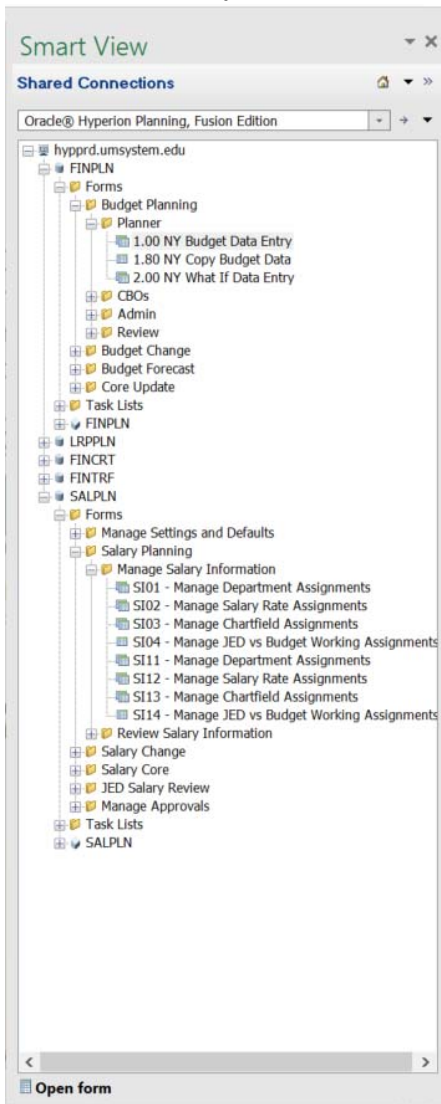 Smart View
Shared Connections
Oracle® Hyperion Planning, Fusion Edition
hypprd.umsystem.edu
FINPLN
Forms
Budget Planning
Planner
1.00 NY Budget Data Entry
1.80 NY Copy Budget Data
2.00 NY What If Data Entry
CBOs
Admin
Review
Budget Change
Budget Forecast
Core Update
Task Lists
FINPLN
LRPPLN
FINCRT
FINTRF
SALPLN
Forms
Manage Settings and Defaults
Salary Planning
Manage Salary Information
SI01 - Manage Department Assignments
SI02 - Manage Salary Rate Assignments
SI03 - Manage Chartfield Assignments
SI04 - Manage JED vs Budget Working Assignments
SI11 - Manage Department Assignments
SI12 - Manage Salary Rate Assignments
SI13 - Manage Chartfield Assignments
SI14 - Manage JED vs Budget Working Assignments
Review Salary Information
Salary Change
Salary Core
JED Salary Review
Manage Approvals
Task Lists
SALPLN
Open form